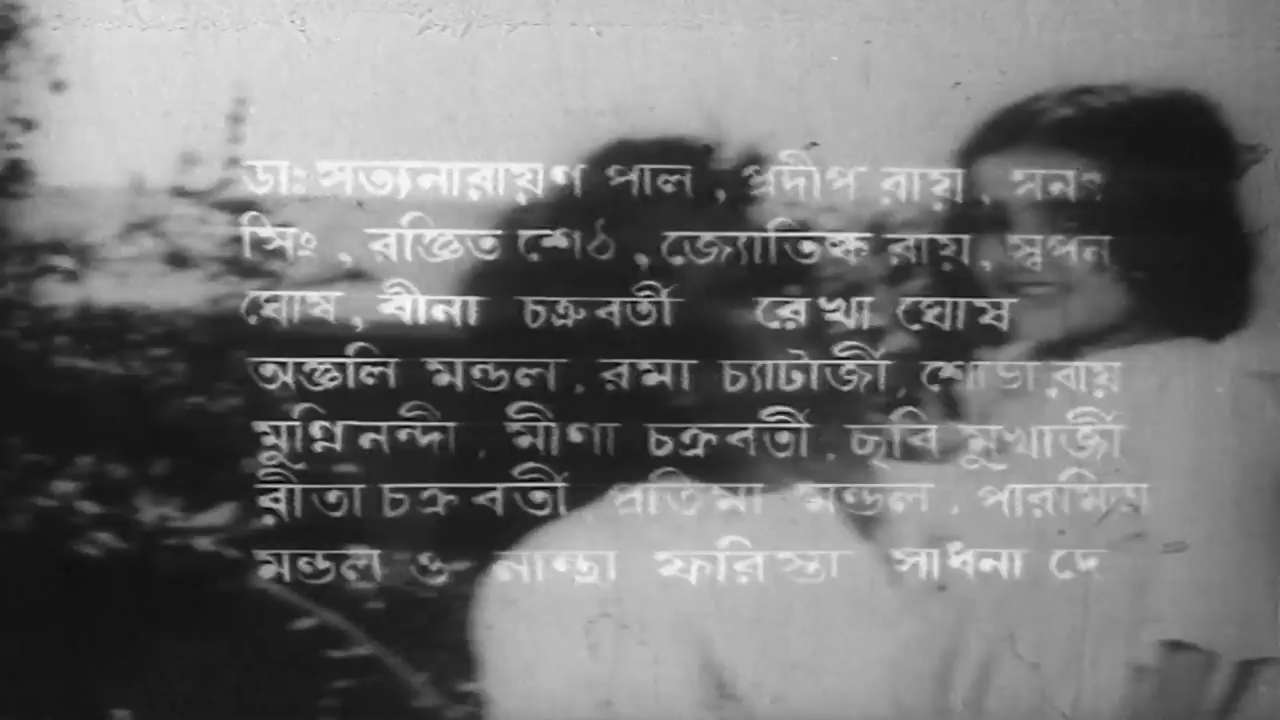 ডাঃ সত্যনারায়ণ পাল, প্রদীপ রায়, সনৎ
সিং, রঞ্জিত শেঠ, জ্যোতিষ্ক রায়, স্বপন
ঘোষ, বীনা চক্রবর্তী রেখা ঘোষ
অঞ্জলি মন্ডল, রমা চ্যাটার্জী, শোভা রায়
মুন্নি নন্দী, মীণা চক্রবর্তী, ছবি মুখার্জী
রীতা চক্রবর্তী, প্রতিমা মন্ডল, পারমিতা
মন্ডল ও ফরিস্তা সাধনা দে